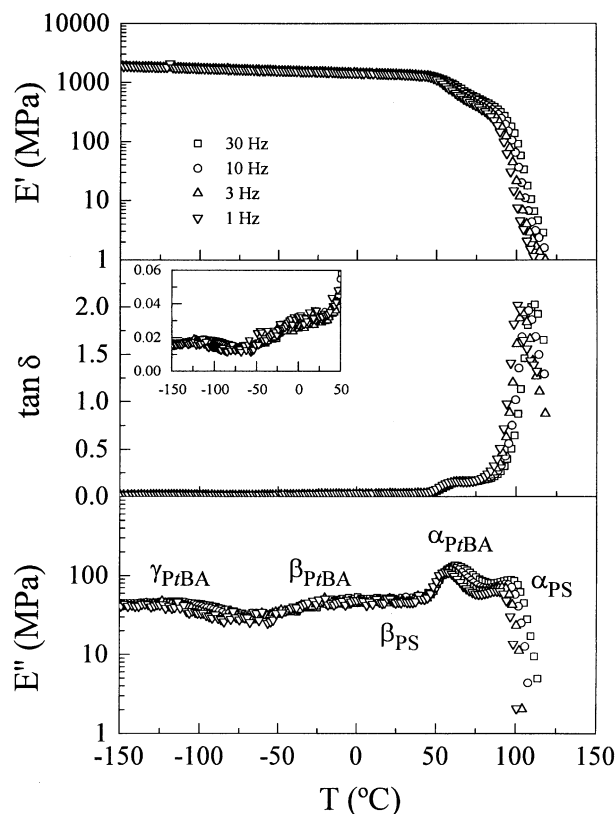 10000
1000
100
10
1
E' (MPa)
30 Hz
10 Hz
3 Hz
1 Hz
0.06
0.04
0.02
0.00
-150 -100 -50 0 50
2.0
1.5
1.0
0.5
0.0
tan δ
αPtBA
γPtBA
βPtBA
αPS
βPS
100
10
1
E" (MPa)
-150 -100 -50 0 50 100 150
T (ºC)